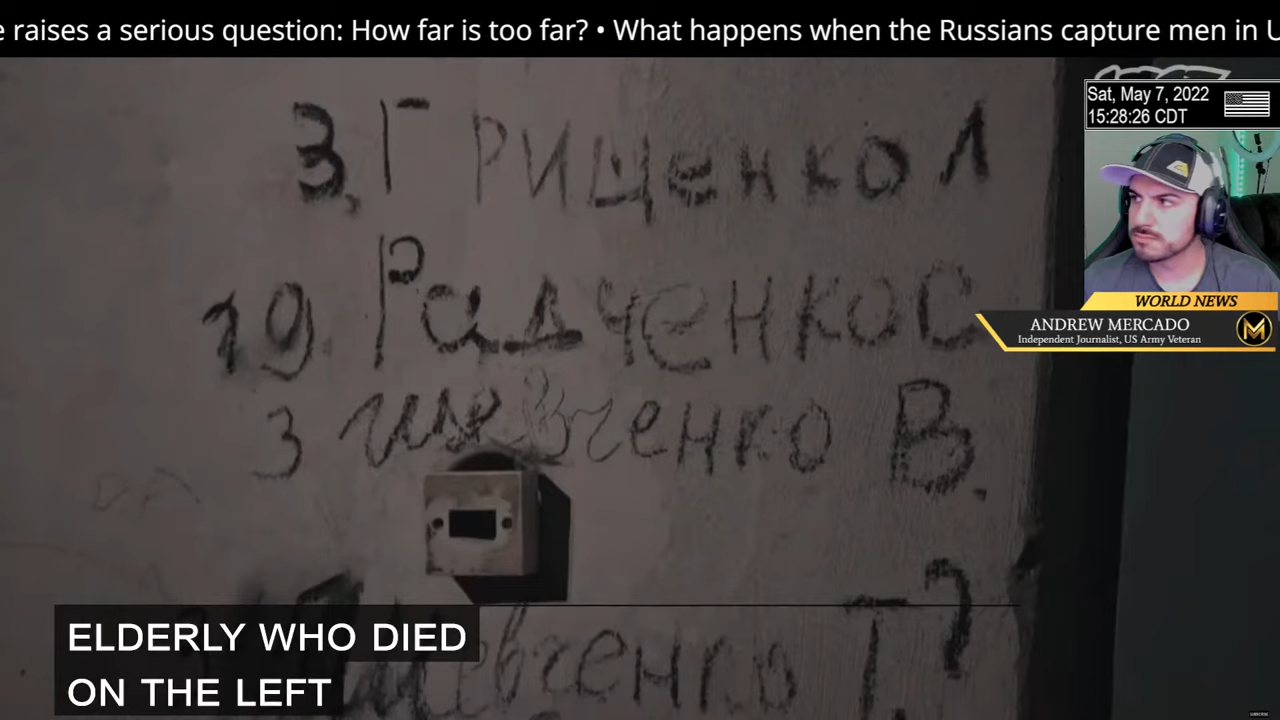 e raises a serious question: How far is too far? • What happens when the Russians capture men in U
Sat, May 7, 2022
15:28:26 CDT
WORLD NEWS
ANDREW MERCADO
Independent Journalist, US Army Veteran
3. Грищенко Л
19. Радченко С
3 Шевченко В.
Шевченко Т?
ELDERLY WHO DIED
ON THE LEFT